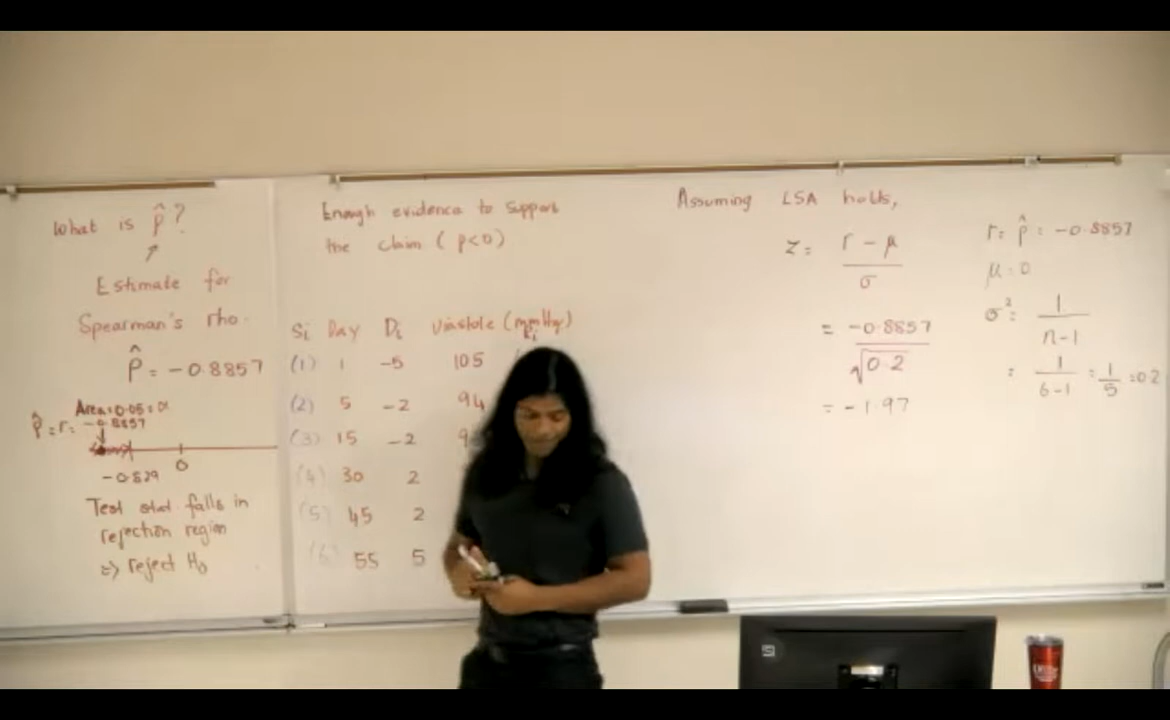 What is ρ̂?
Estimate for
Spearman's rho.
ρ̂ = -0.8857
Area = 0.05 = α
ρ̂ = r = -0.8857
-0.829
0
Test stat falls in
rejection region
=> reject H₀
Enough evidence to support
the claim (ρ<0)
Si Day Di (mmHg)
(1) 1 -5 105
(2) 5 -2 94
(3) 15 -2 9
(4) 30 2
(5) 45 2
(6) 55 5
Assuming LSA holds,
z = (r - μ) / σ
= -0.8857 / √0.2
= -1.97
r = ρ̂ = -0.8857
μ = 0
σ² = 1 / (n-1)
= 1 / (6-1) = 1/5 = 0.2